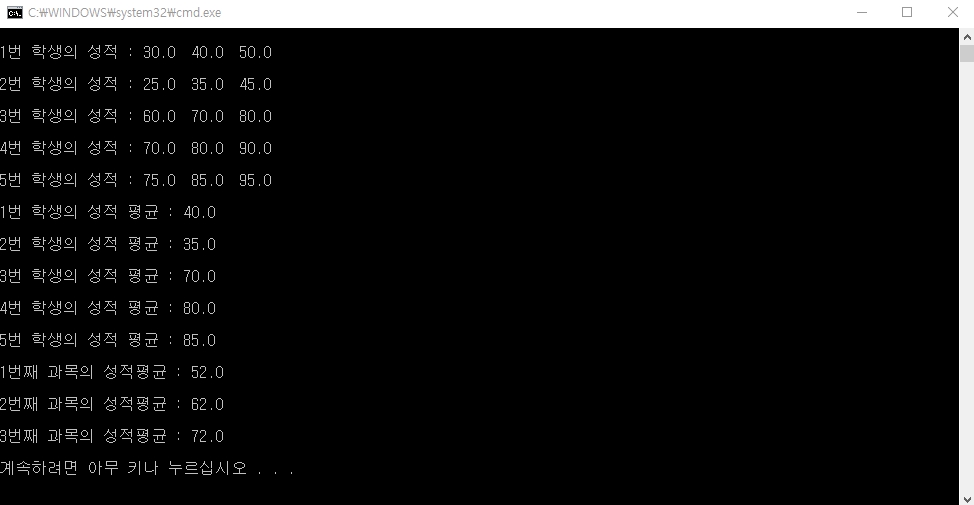 C:₩WINDOWS₩system32₩cmd.exe
1번 학생의 성적 : 30.0 40.0 50.0
2번 학생의 성적 : 25.0 35.0 45.0
3번 학생의 성적 : 60.0 70.0 80.0
4번 학생의 성적 : 70.0 80.0 90.0
5번 학생의 성적 : 75.0 85.0 95.0
1번 학생의 성적 평균 : 40.0
2번 학생의 성적 평균 : 35.0
3번 학생의 성적 평균 : 70.0
4번 학생의 성적 평균 : 80.0
5번 학생의 성적 평균 : 85.0
1번째 과목의 성적평균 : 52.0
2번째 과목의 성적평균 : 62.0
3번째 과목의 성적평균 : 72.0
계속하려면 아무 키나 누르십시오 . . .